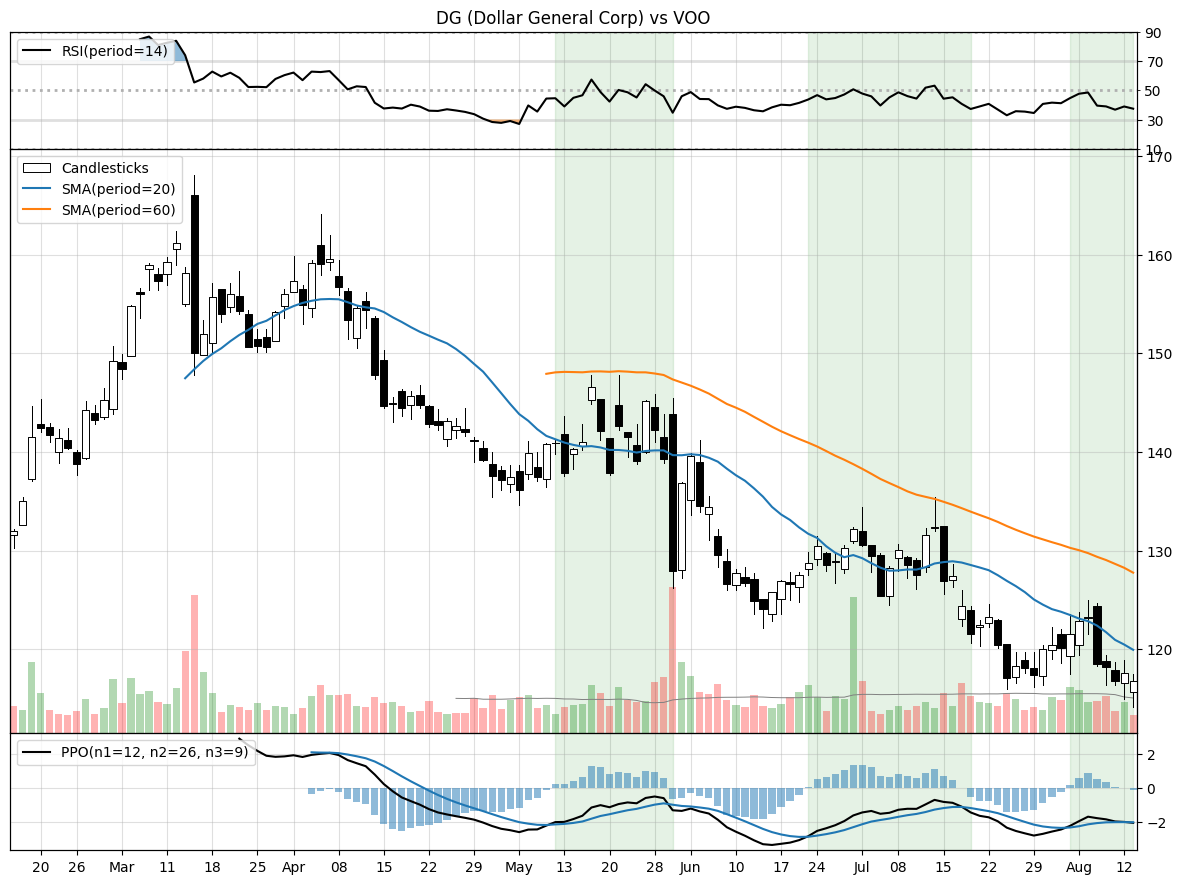 DG (Dollar General Corp) vs VOO
RSI(period=14)
90
70
50
30
10
Candlesticks
SMA(period=20)
SMA(period=60)
170
160
150
140
130
120
PPO(n1=12, n2=26, n3=9)
2
0
−2
20 26 Mar 11 18 25 Apr 08 15 22 29 May 13 20 28 Jun 10 17 24 Jul 08 15 22 29 Aug 12